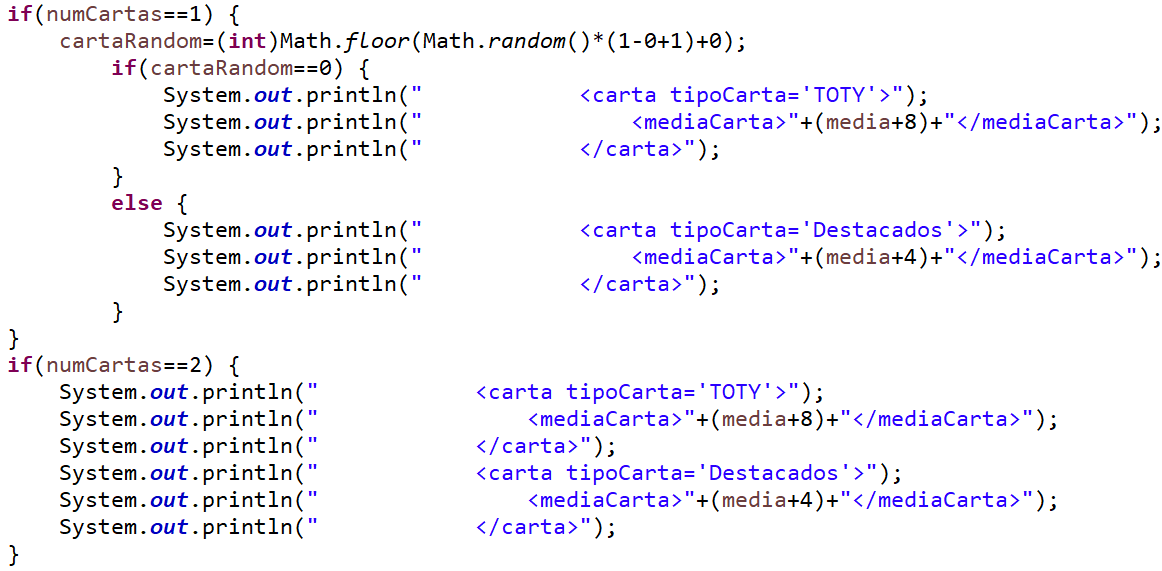 if(numCartas==1) {
    cartaRandom=(int)Math.floor(Math.random()*(1-0+1)+0);
        if(cartaRandom==0) {
            System.out.println("            <carta tipoCarta='TOTY'>");
            System.out.println("                <mediaCarta>"+(media+8)+"</mediaCarta>");
            System.out.println("            </carta>");
        }
        else {
            System.out.println("            <carta tipoCarta='Destacados'>");
            System.out.println("                <mediaCarta>"+(media+4)+"</mediaCarta>");
            System.out.println("            </carta>");
        }
}
if(numCartas==2) {
    System.out.println("            <carta tipoCarta='TOTY'>");
    System.out.println("                <mediaCarta>"+(media+8)+"</mediaCarta>");
    System.out.println("            </carta>");
    System.out.println("            <carta tipoCarta='Destacados'>");
    System.out.println("                <mediaCarta>"+(media+4)+"</mediaCarta>");
    System.out.println("            </carta>");
}